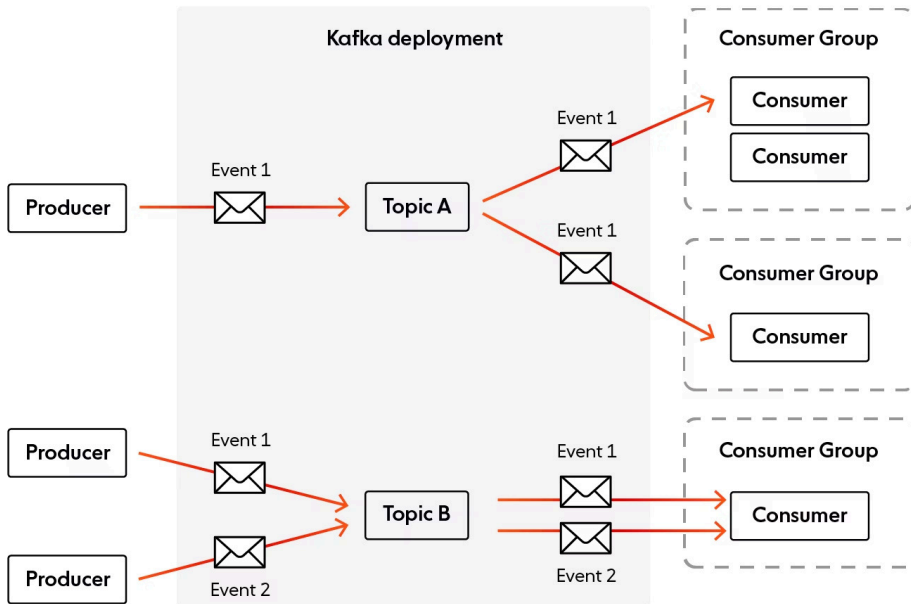 Kafka deployment
Consumer Group
Consumer
Consumer
Event 1
Event 1
Producer
Topic A
Event 1
Consumer Group
Consumer
Event 1
Event 1
Consumer Group
Producer
Topic B
Consumer
Producer
Event 2
Event 2